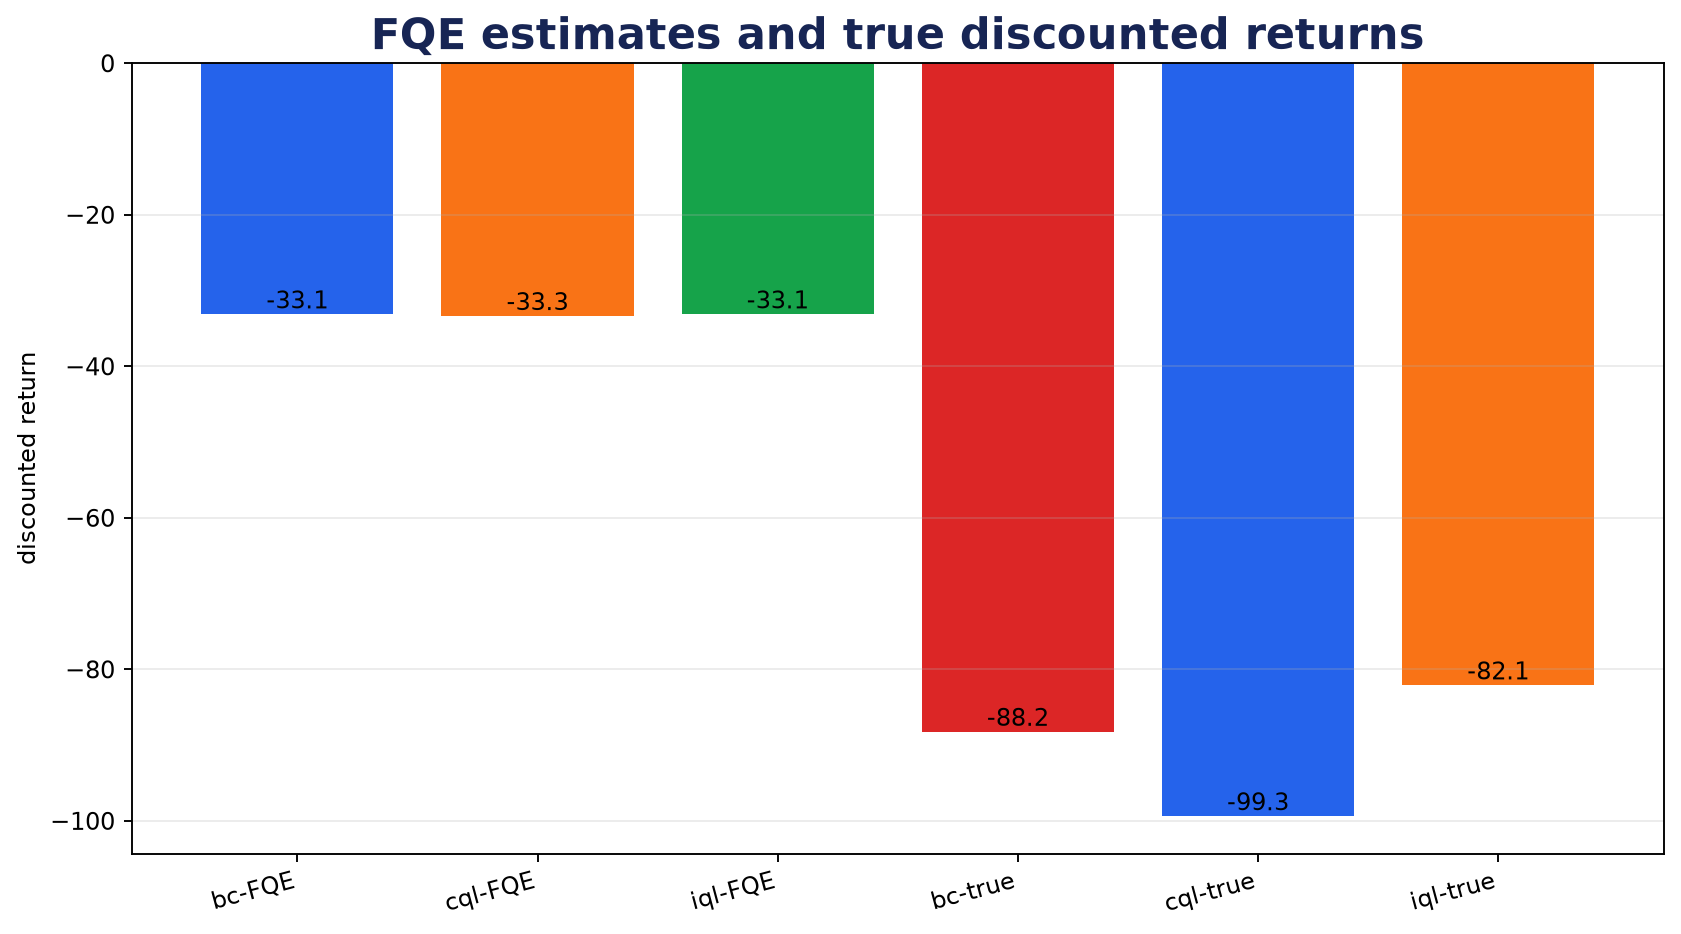 FQE estimates and true discounted returns
discounted return
0
−20
−40
−60
−80
−100
-33.1
-33.3
-33.1
-88.2
-99.3
-82.1
bc-FQE
cql-FQE
iql-FQE
bc-true
cql-true
iql-true